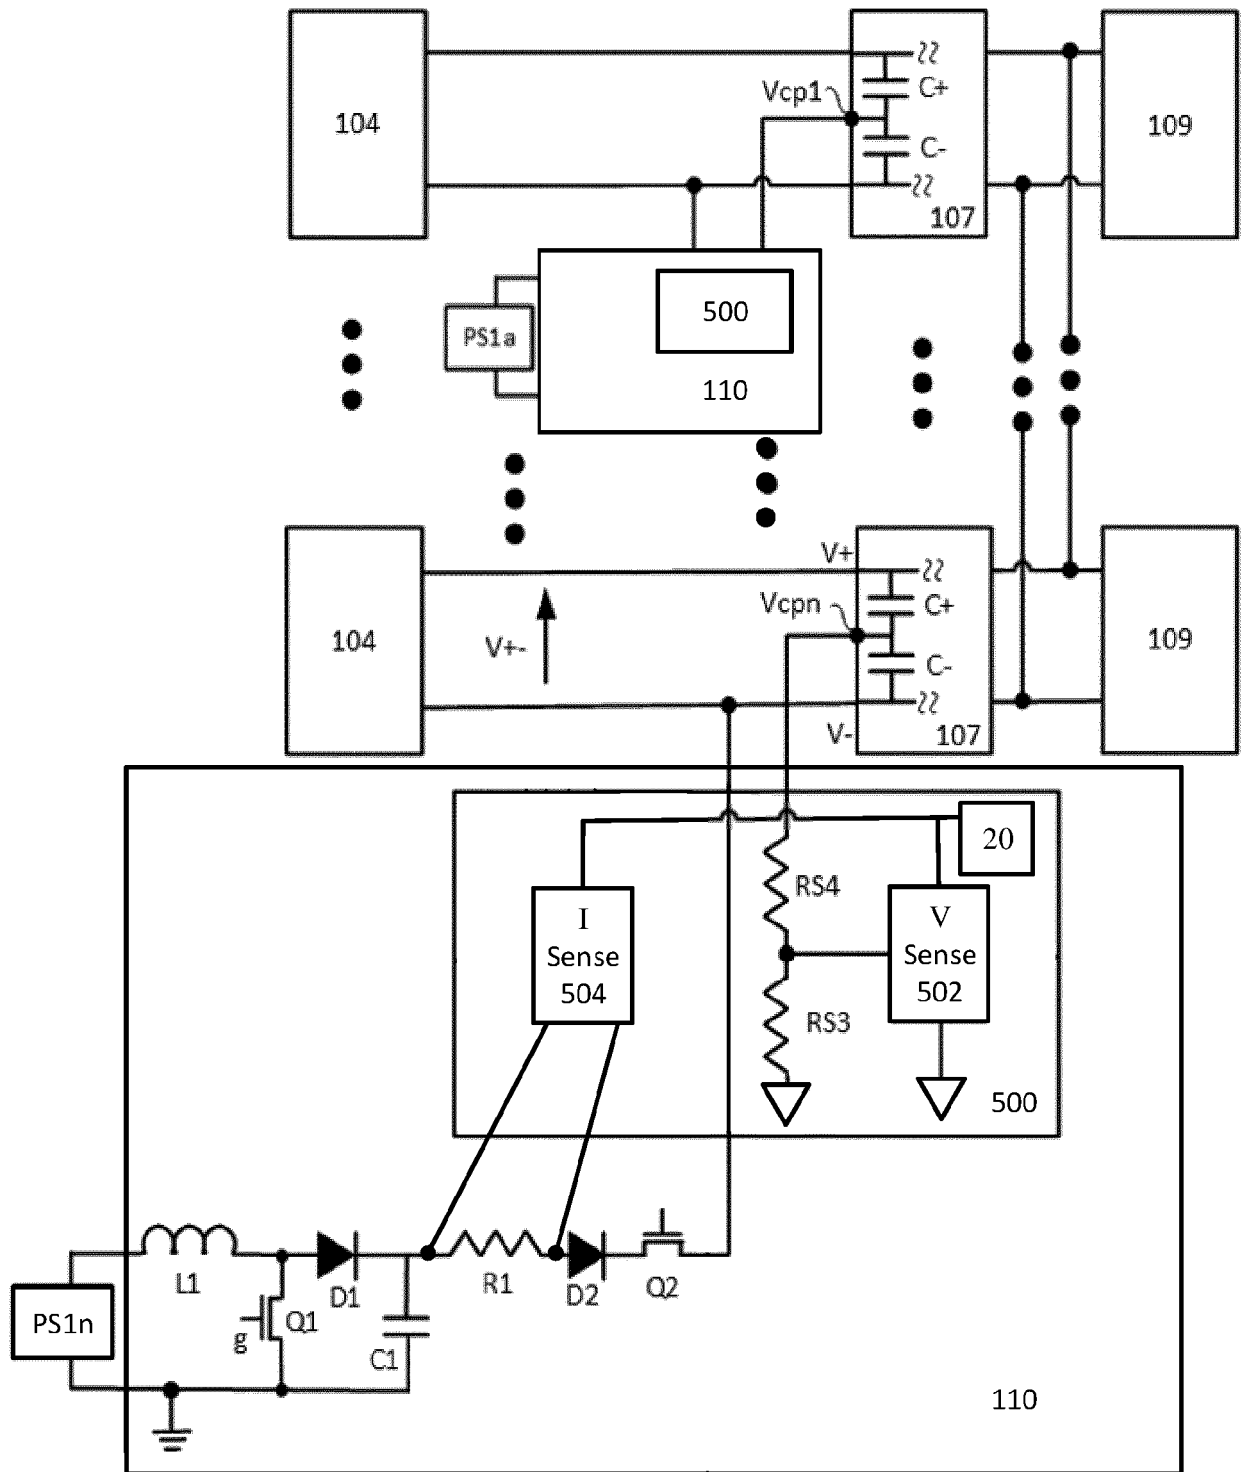 104
Vcp1
C+
C-
107
109
PS1a
500
110
104
V+-
V+
Vcpn
C+
C-
V-
107
109
20
RS4
I
Sense
504
V
Sense
502
RS3
500
L1
D1
R1
D2
Q2
PS1n
g
Q1
C1
110